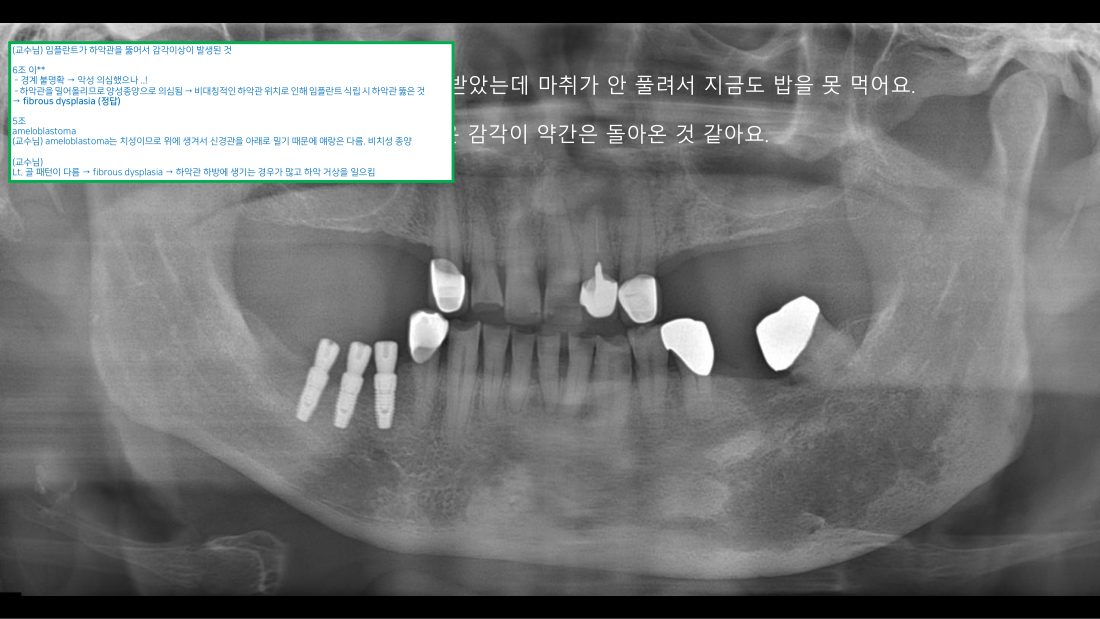 (교수님) 임플란트가 하악관을 뚫어서 감각이상이 발생된 것
6조 이**
- 경계 불명확 → 악성 의심했으나 ..!
- 하악관을 밀어올리므로 양성종양으로 의심됨 → 비대칭적인 하악관 위치로 인해 임플란트 식립 시 하악관 뚫은 것
→ fibrous dysplasia (정답)
5조
ameloblastoma
(교수님) ameloblastoma는 치성이므로 위에 생겨서 신경관을 아래로 밀기 때문에 얘랑은 다름. 비치성 종양
(교수님)
Lt. 골 패턴이 다름 → fibrous dysplasia → 하악관 하방에 생기는 경우가 많고 하악 거상을 일으킴
받았는데 마취가 안 풀려서 지금도 밥을 못 먹어요.
감각이 약간은 돌아온 것 같아요.